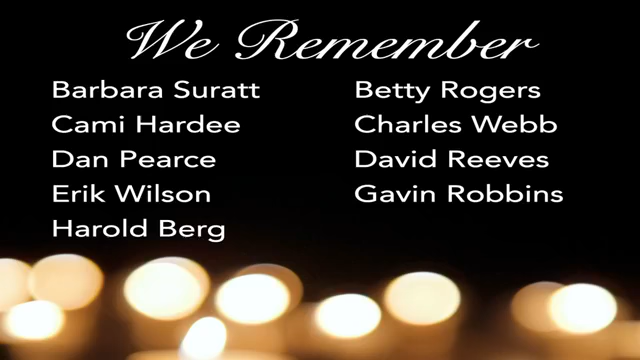 We Remember
Barbara Suratt
Betty Rogers
Cami Hardee
Charles Webb
Dan Pearce
David Reeves
Erik Wilson
Gavin Robbins
Harold Berg